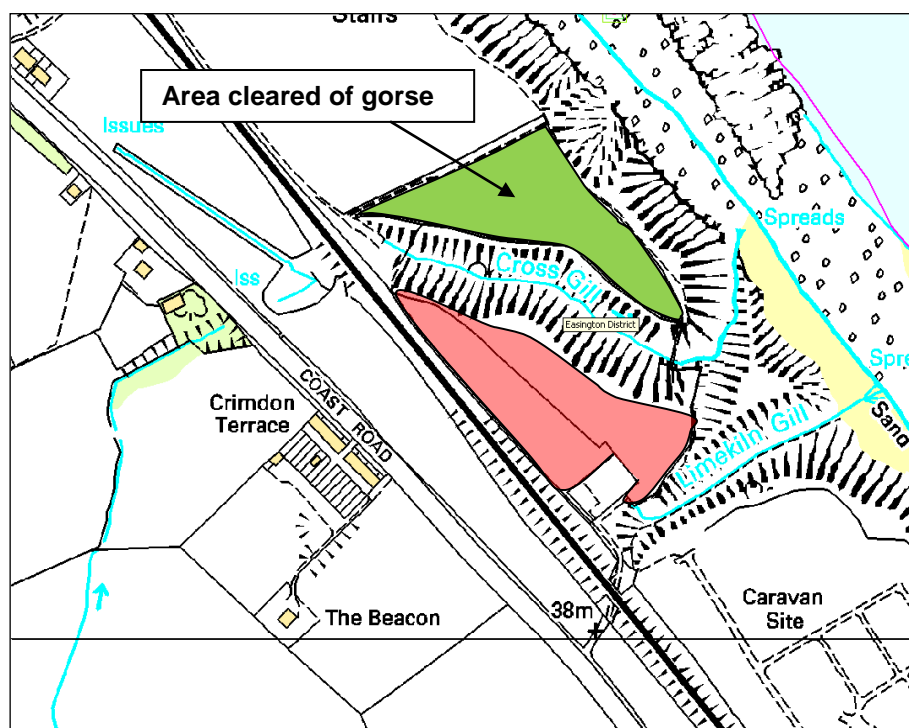 Area cleared of gorse
Issues
Spreads
Iss
Cross Gill
Easington District
Spre
COAST ROAD
Crimdon
Terrace
Limekiln Gill
Sand
38m
The Beacon
Caravan
Site